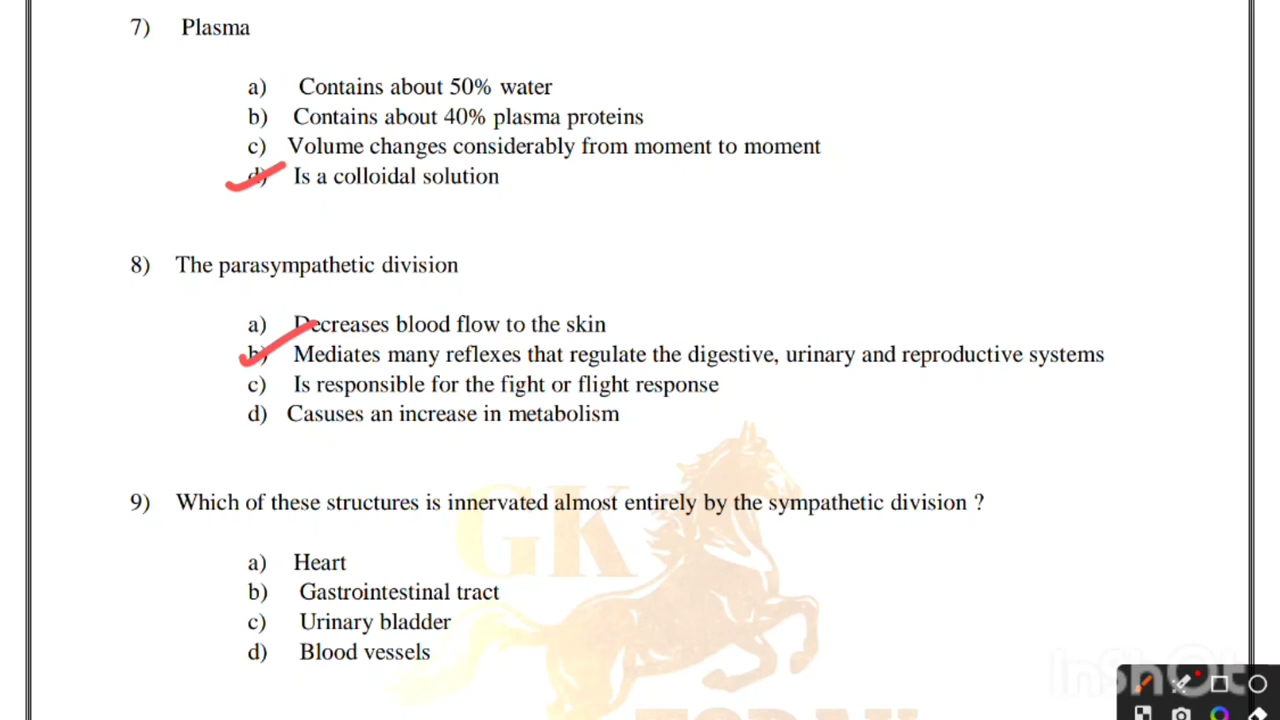 7) Plasma
a) Contains about 50% water
b) Contains about 40% plasma proteins
c) Volume changes considerably from moment to moment
d) Is a colloidal solution
8) The parasympathetic division
a) Decreases blood flow to the skin
b) Mediates many reflexes that regulate the digestive, urinary and reproductive systems
c) Is responsible for the fight or flight response
d) Casuses an increase in metabolism
9) Which of these structures is innervated almost entirely by the sympathetic division ?
GK
a) Heart
b) Gastrointestinal tract
c) Urinary bladder
d) Blood vessels
InShOt